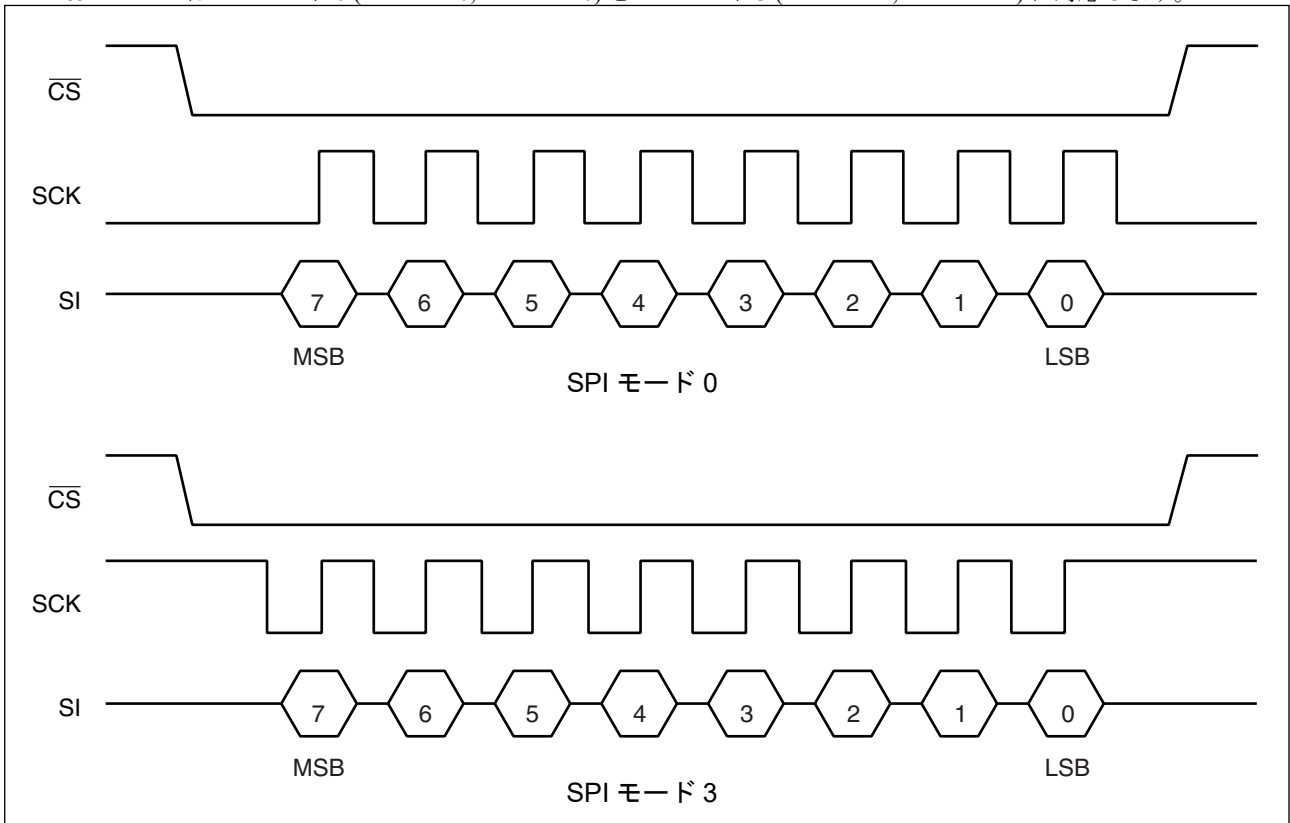 CS
SCK
SI
7 6 5 4 3 2 1 0
MSB LSB
SPI モード 0
CS
SCK
SI
7 6 5 4 3 2 1 0
MSB LSB
SPI モード 3